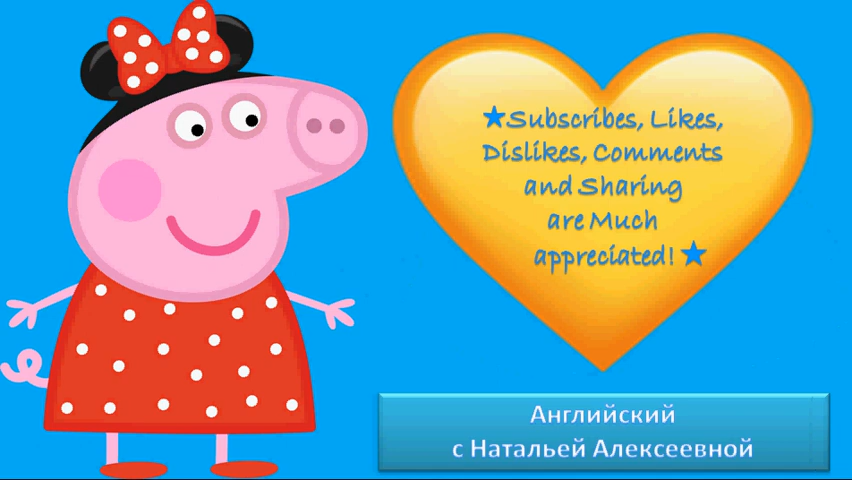 ★Subscribes, Likes,
Dislikes, Comments
and Sharing
are Much
appreciated! ★
Английский
с Натальей Алексеевной